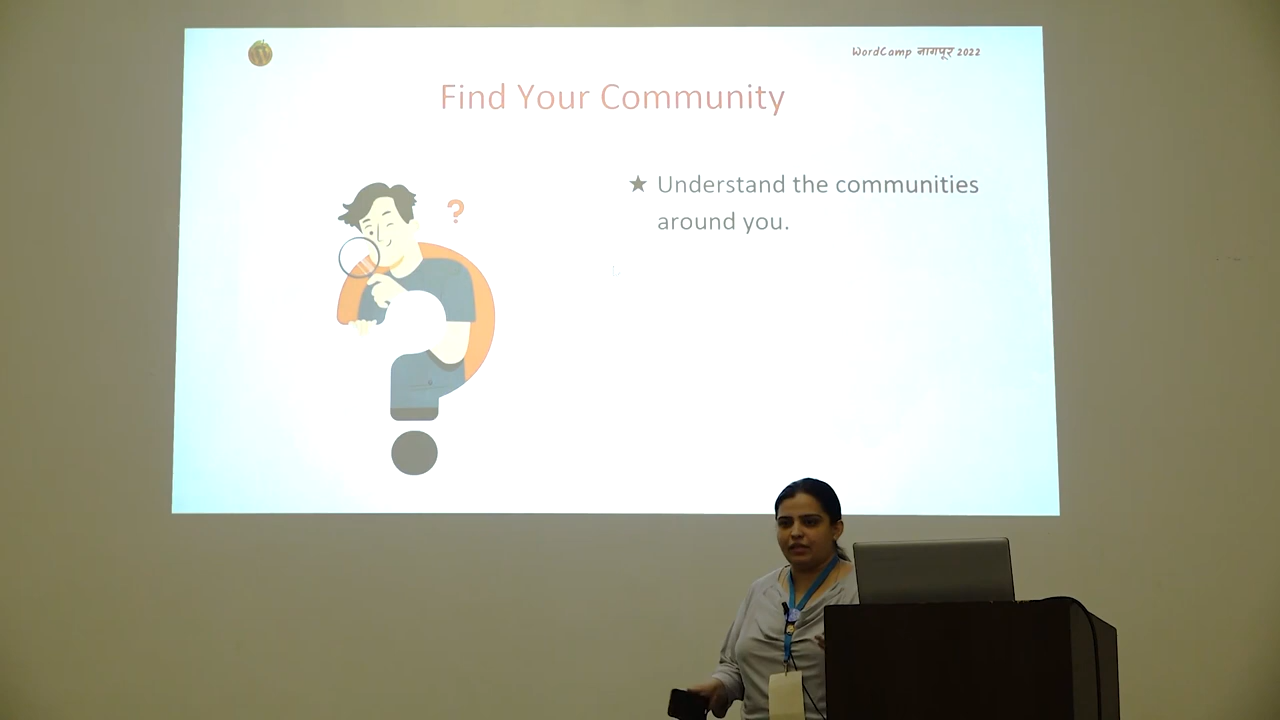 WordCamp नागपूर 2022
Find Your Community
?
★ Understand the communities
around you.